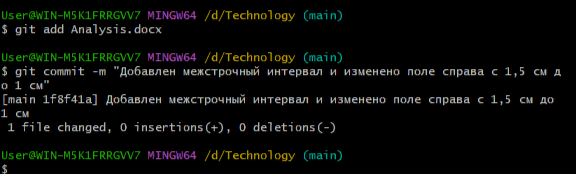 User@WIN-M5K1FRRGVV7 MINGW64 /d/Technology (main)
$ git add Analysis.docx
User@WIN-M5K1FRRGVV7 MINGW64 /d/Technology (main)
$ git commit -m "Добавлен межстрочный интервал и изменено поле справа с 1,5 см д
о 1 см"
[main 1f8f41a] Добавлен межстрочный интервал и изменено поле справа с 1,5 см до
1 см
1 file changed, 0 insertions(+), 0 deletions(-)
User@WIN-M5K1FRRGVV7 MINGW64 /d/Technology (main)
$